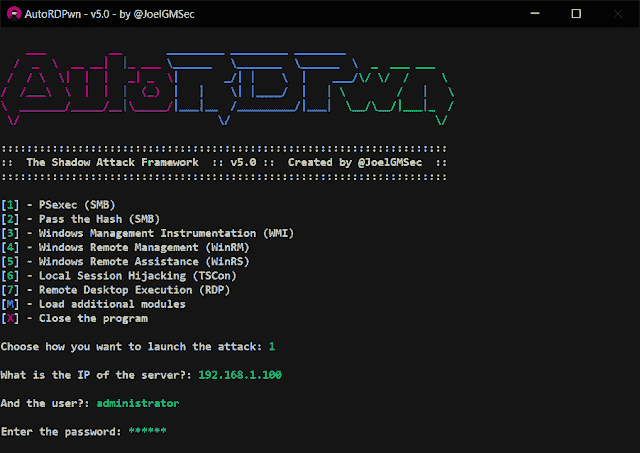 AutoRDPwn - v5.0 - by @JoelGMSec
AutoRDPwn
:: The Shadow Attack Framework :: v5.0 :: Created by @JoelGMSec ::
[1] - PSexec (SMB)
[2] - Pass the Hash (SMB)
[3] - Windows Management Instrumentation (WMI)
[4] - Windows Remote Management (WinRM)
[5] - Windows Remote Assistance (WinRS)
[6] - Local Session Hijacking (TSCon)
[7] - Remote Desktop Execution (RDP)
[M] - Load additional modules
[X] - Close the program
Choose how you want to launch the attack: 1
What is the IP of the server?: 192.168.1.100
And the user?: administrator
Enter the password: ******